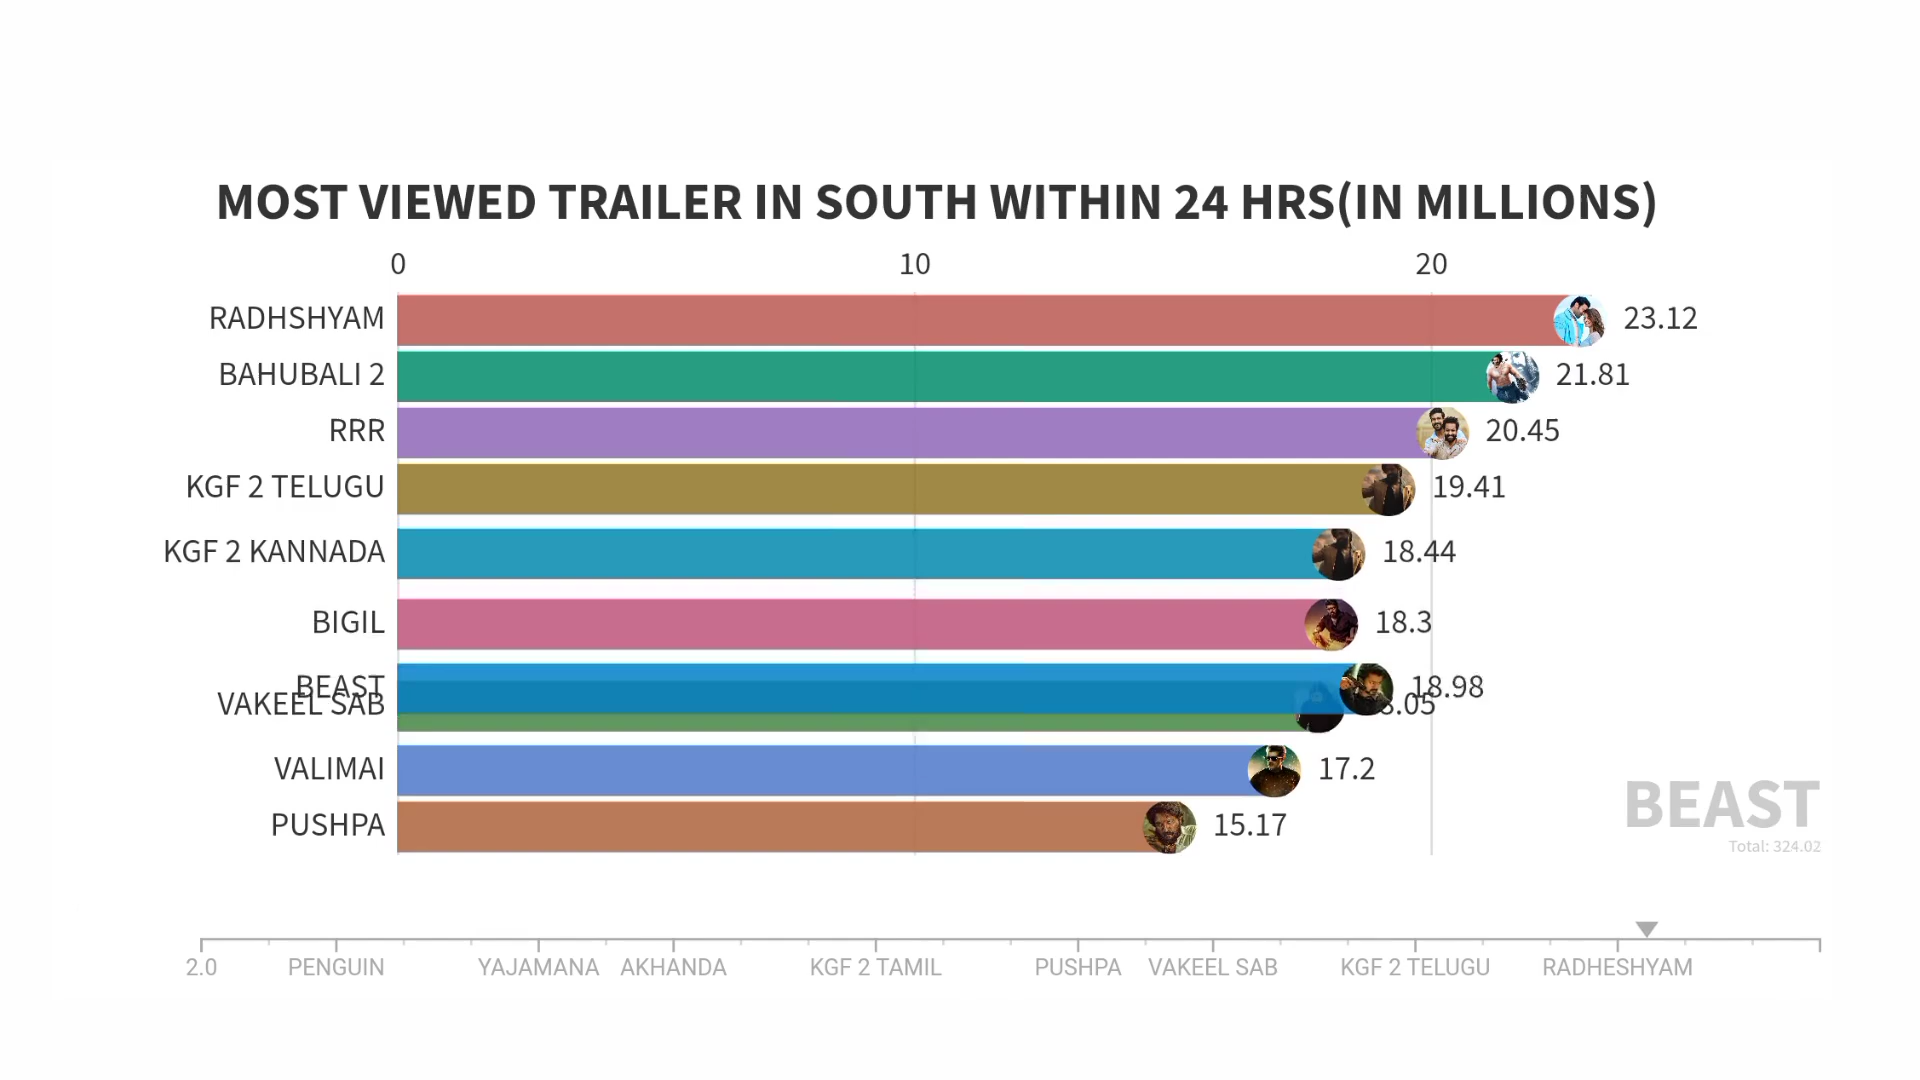 MOST VIEWED TRAILER IN SOUTH WITHIN 24 HRS(IN MILLIONS)
0 10 20
RADHSHYAM 23.12
BAHUBALI 2 21.81
RRR 20.45
KGF 2 TELUGU 19.41
KGF 2 KANNADA 18.44
BIGIL 18.3
BEAST 18.98
VAKEEL SAB
VALIMAI 17.2
PUSHPA 15.17
BEAST
Total: 324.02
2.0 PENGUIN YAJAMANA AKHANDA KGF 2 TAMIL PUSHPA VAKEEL SAB KGF 2 TELUGU RADHESHYAM